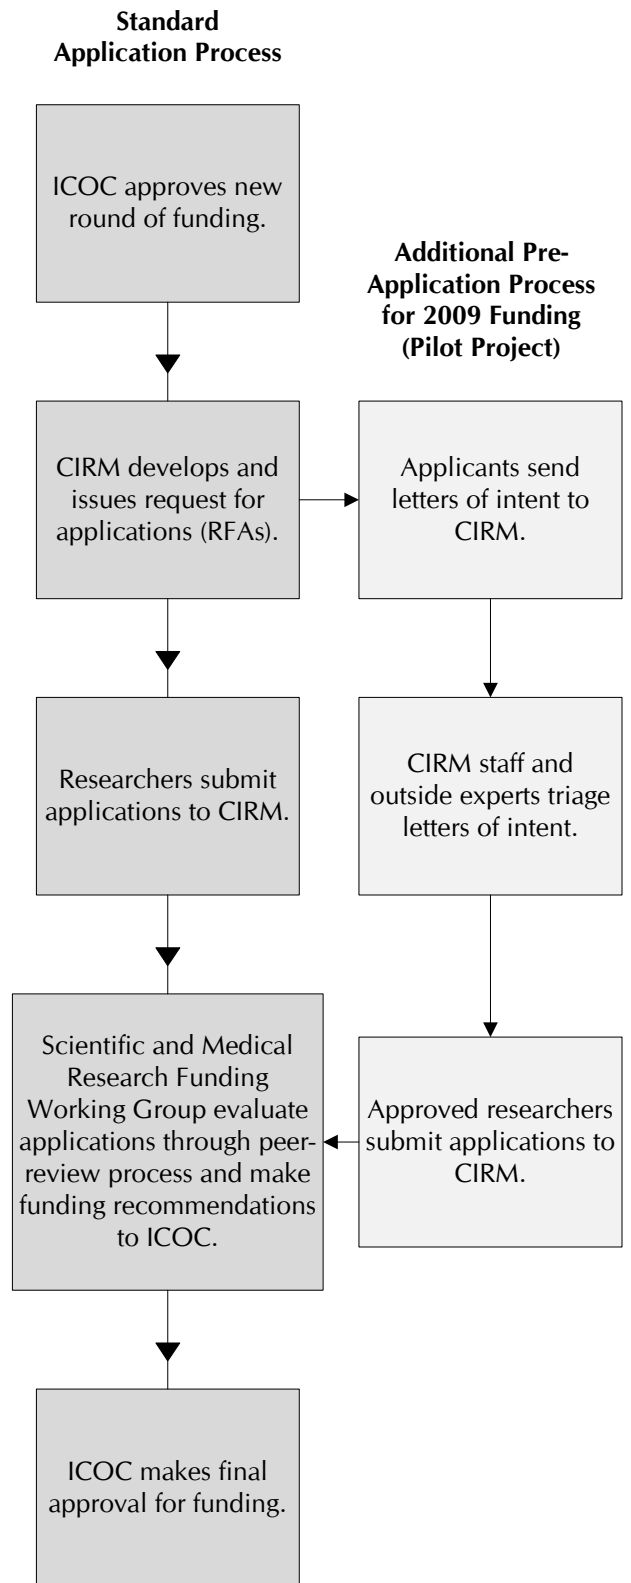 Standard
Application Process
ICOC approves new
round of funding.
Additional Pre-
Application Process
for 2009 Funding
(Pilot Project)
CIRM develops and
issues request for
applications (RFAs).
Applicants send
letters of intent to
CIRM.
Researchers submit
applications to CIRM.
CIRM staff and
outside experts triage
letters of intent.
Scientific and Medical
Research Funding
Working Group evaluate
applications through peer-
review process and make
funding recommendations
to ICOC.
Approved researchers
submit applications to
CIRM.
ICOC makes final
approval for funding.